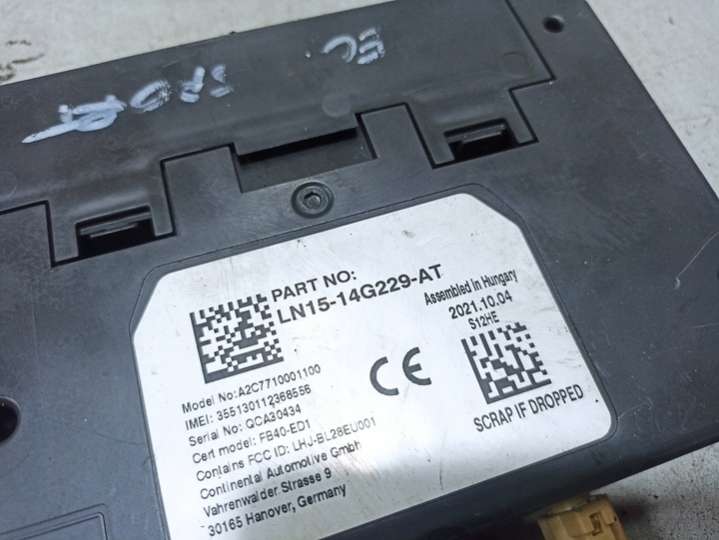 EC
SPORT
PART NO:
LN15-14G229-AT
Assembled in Hungary
2021.10.04
S12HE
Model No:A2C7710001100
IMEI: 355130112368556
Serial No: QCA30434
Cert model: FB40-ED1
Contains FCC ID: LHJ-BL28EU001
Continental Automotive Gmbh
Vahrenwalder Strasse 9
30165 Hanover, Germany
CE
SCRAP IF DROPPED